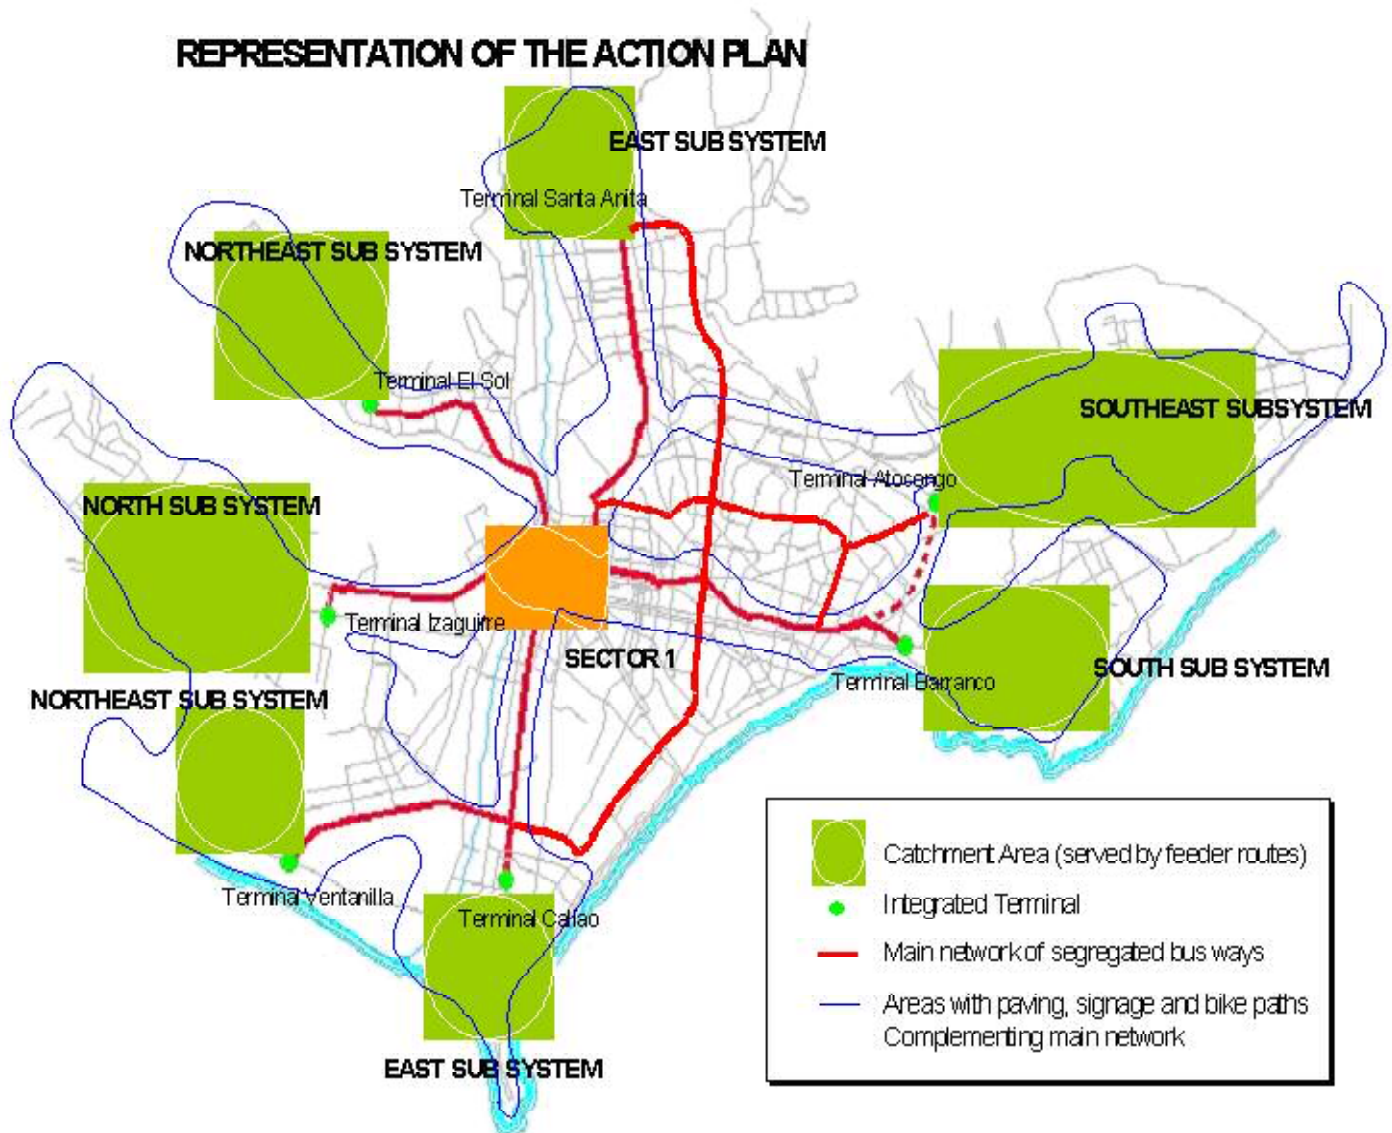 REPRESENTATION OF THE ACTION PLAN
EAST SUB SYSTEM
Terminal Santa Anita
NORTHEAST SUB SYSTEM
Terminal El Sol
SOUTHEAST SUBSYSTEM
Terminal Atocongo
NORTH SUB SYSTEM
Terminal Izaguirre
SECTOR 1
SOUTH SUB SYSTEM
Terminal Barranco
NORTHEAST SUB SYSTEM
Terminal Ventanilla
Terminal Callao
EAST SUB SYSTEM
Catchment Area (served by feeder routes)
Integrated Terminal
Main network of segregated bus ways
Areas with paving, signage and bike paths
Complementing main network